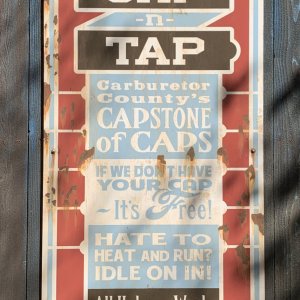 CAP
-n-
TAP
Carburetor
County's
CAPSTONE
of CAPS
IF WE DON'T HAVE
YOUR CAP
~ It's Free!
HATE TO
HEAT AND RUN?
IDLE ON IN!